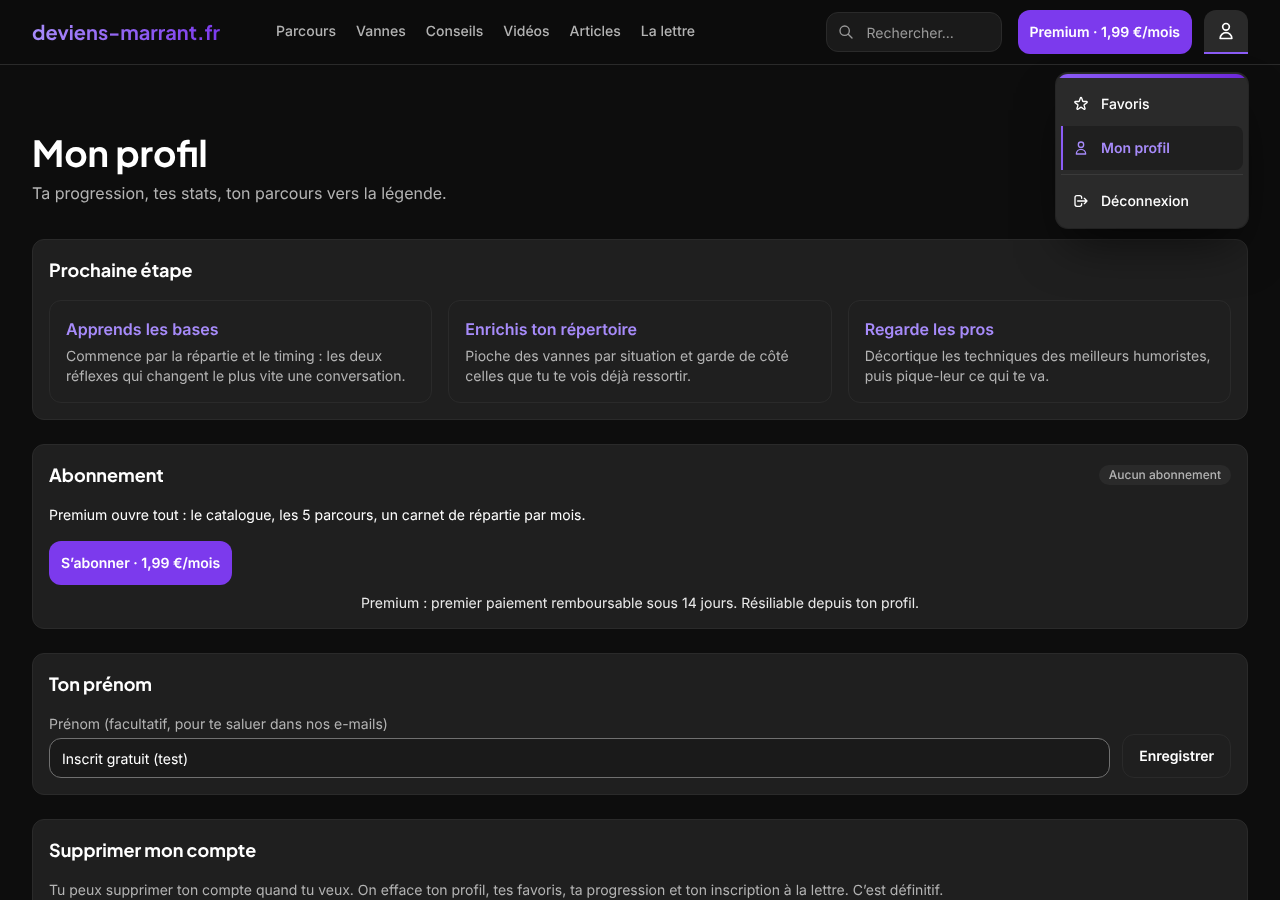 deviens-marrant.fr
Parcours
Vannes
Conseils
Vidéos
Articles
La lettre
Rechercher...
Premium · 1,99 €/mois
Favoris
Mon profil
Déconnexion
Mon profil
Ta progression, tes stats, ton parcours vers la légende.
Prochaine étape
Apprends les bases
Commence par la répartie et le timing : les deux
réflexes qui changent le plus vite une conversation.
Enrichis ton répertoire
Pioche des vannes par situation et garde de côté
celles que tu te vois déjà ressortir.
Regarde les pros
Décortique les techniques des meilleurs humoristes,
puis pique-leur ce qui te va.
Abonnement
Aucun abonnement
Premium ouvre tout : le catalogue, les 5 parcours, un carnet de répartie par mois.
S’abonner · 1,99 €/mois
Premium : premier paiement remboursable sous 14 jours. Résiliable depuis ton profil.
Ton prénom
Prénom (facultatif, pour te saluer dans nos e-mails)
Inscrit gratuit (test)
Enregistrer
Supprimer mon compte
Tu peux supprimer ton compte quand tu veux. On efface ton profil, tes favoris, ta progression et ton inscription à la lettre. C’est définitif.